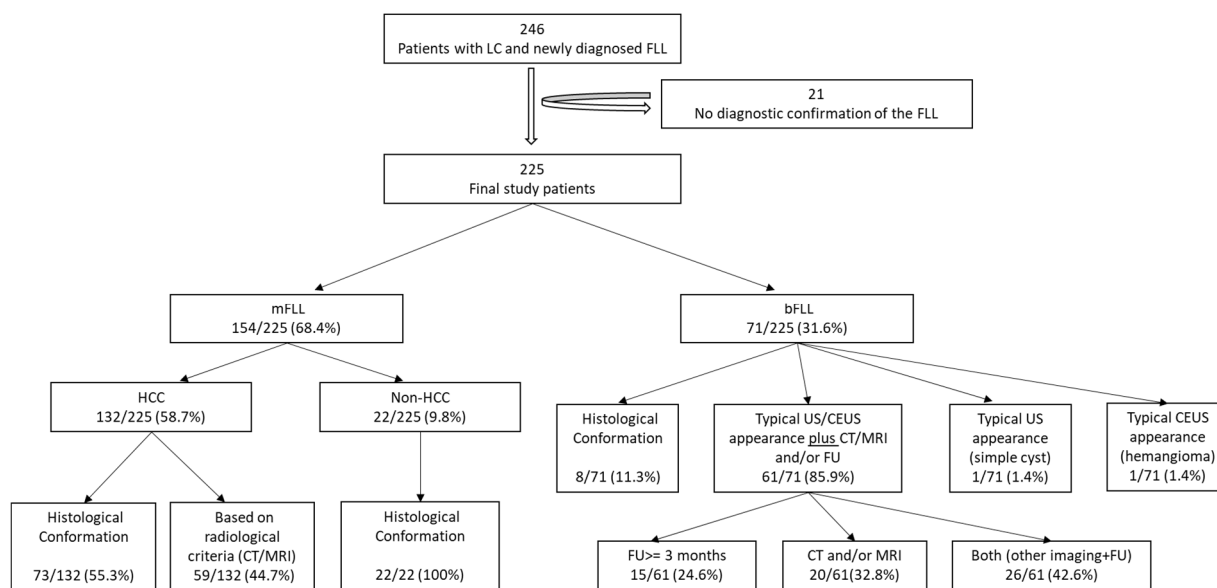 246
Patients with LC and newly diagnosed FLL
21
No diagnostic confirmation of the FLL
225
Final study patients
mFLL
154/225 (68.4%)
bFLL
71/225 (31.6%)
HCC
132/225 (58.7%)
Non-HCC
22/225 (9.8%)
Histological
Conformation
8/71 (11.3%)
Typical US/CEUS
appearance plus CT/MRI
and/or FU
61/71 (85.9%)
Typical US
appearance
(simple cyst)
1/71 (1.4%)
Typical CEUS
appearance
(hemangioma)
1/71 (1.4%)
Histological
Conformation
73/132 (55.3%)
Based on
radiological
criteria (CT/MRI)
59/132 (44.7%)
Histological
Conformation
22/22 (100%)
FU>= 3 months
15/61 (24.6%)
CT and/or MRI
20/61(32.8%)
Both (other imaging+FU)
26/61 (42.6%)